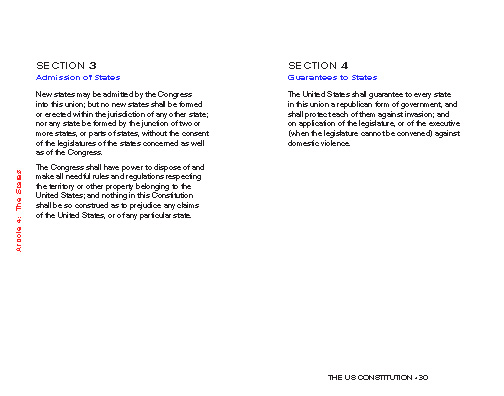 SECTION 3
Admission of States
New states may be admitted by the Congress
into this union; but no new states shall be formed
or erected within the jurisdiction of any other state;
nor any state be formed by the junction of two or
more states, or parts of states, without the consent
of the legislatures of the states concerned as well
as of the Congress.
The Congress shall have power to dispose of and
make all needful rules and regulations respecting
the territory or other property belonging to the
United States; and nothing in this Constitution
shall be so construed as to prejudice any claims
of the United States, or of any particular state.
SECTION 4
Guarantees to States
The United States shall guarantee to every state
in this union a republican form of government, and
shall protect each of them against invasion; and
on application of the legislature, or of the executive
(when the legislature cannot be convened) against
domestic violence.
Article 4: The States
THE US CONSTITUTION • 30